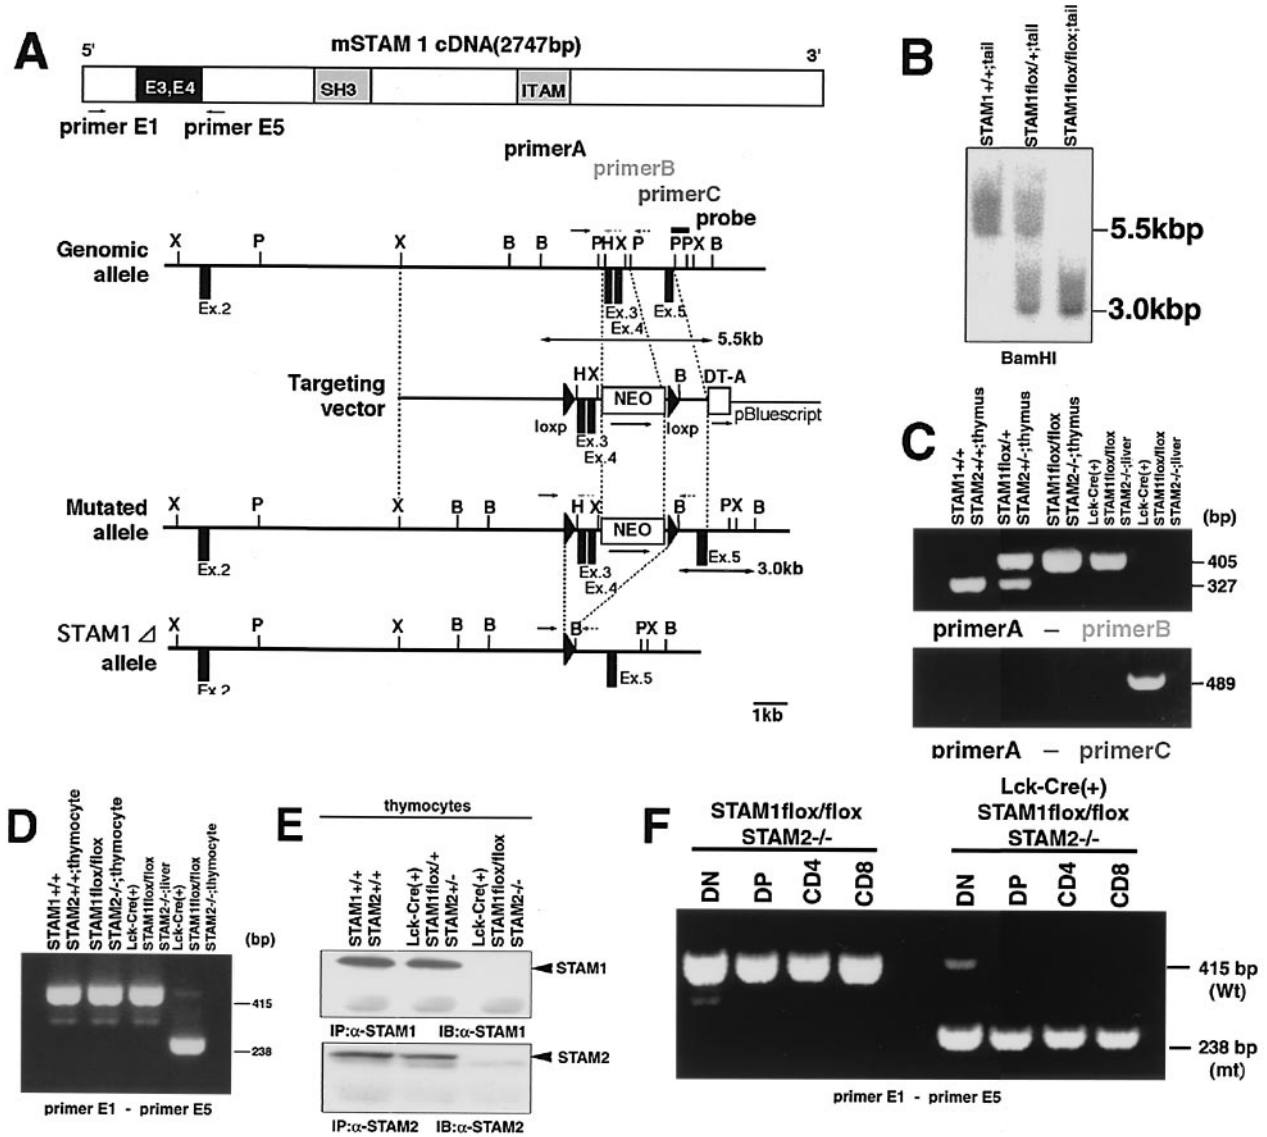 A
mSTAM 1 cDNA(2747bp)
5'
3'
E3,E4
SH3
ITAM
primer E1
primer E5
primerA
primerB
primerC
probe
Genomic
allele
X
P
X
B
B
PHX P
PPX B
Ex.2
Ex.3
Ex.4
Ex.5
5.5kb
Targeting
vector
HX
NEO
B
DT-A
loxp
loxp
pBluescript
Ex.3
Ex.4
Mutated
allele
X
P
X
B
B
H X
NEO
B
PX B
Ex.2
Ex.3
Ex.4
Ex.5
3.0kb
STAM1 ⊿
allele
X
P
X
B
B
B
PX B
Ex.2
Ex.5
1kb
B
STAM1+/+;tail
STAM1flox/+;tail
STAM1flox/flox;tail
5.5kbp
3.0kbp
BamHI
C
STAM1+/+
STAM2+/+;thymus
STAM1flox/+
STAM2+/-;thymus
STAM1flox/flox
STAM2-/-;thymus
Lck-Cre(+)
STAM1flox/flox
STAM2-/-;liver
Lck-Cre(+)
STAM1flox/flox
STAM2-/-;liver
(bp)
405
327
primerA – primerB
489
primerA – primerC
D
STAM1+/+
STAM2+/+;thymocyte
STAM1flox/flox
STAM2-/-;thymocyte
Lck-Cre(+)
STAM1flox/flox
STAM2-/-;liver
Lck-Cre(+)
STAM1flox/flox
STAM2-/-;thymocyte
(bp)
415
238
primer E1 - primer E5
E
thymocytes
STAM1+/+
STAM2+/+
Lck-Cre(+)
STAM1flox/+
STAM2+/-
Lck-Cre(+)
STAM1flox/flox
STAM2-/-
STAM1
IP:α-STAM1 IB:α-STAM1
STAM2
IP:α-STAM2 IB:α-STAM2
F
STAM1flox/flox
STAM2-/-
Lck-Cre(+)
STAM1flox/flox
STAM2-/-
DN
DP
CD4
CD8
DN
DP
CD4
CD8
415 bp
(Wt)
238 bp
(mt)
primer E1 - primer E5